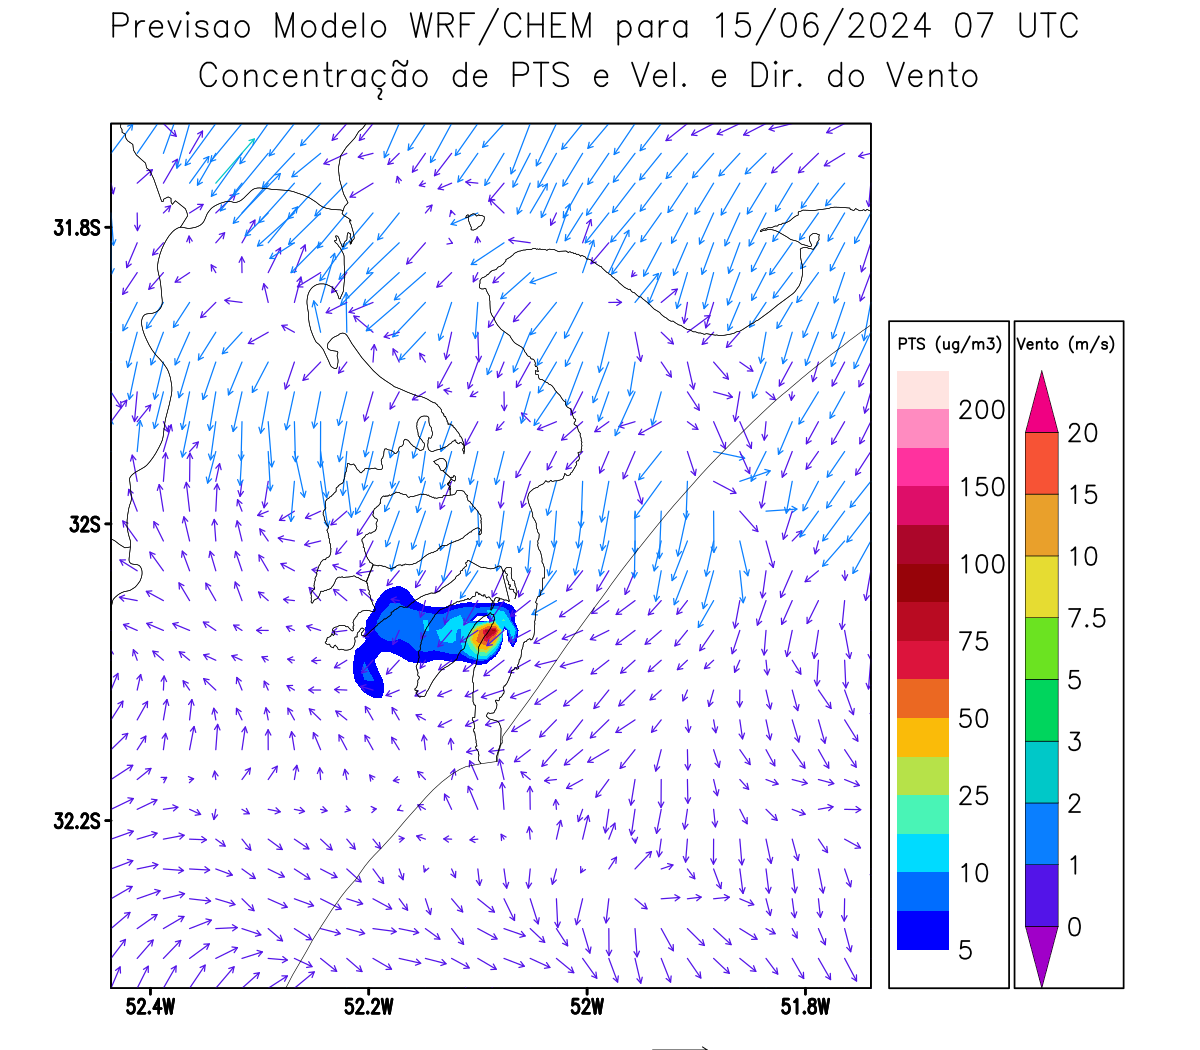 Previsao Modelo WRF/CHEM para 15/06/2024 07 UTC
Concentração de PTS e Vel. e Dir. do Vento
31.8S
32S
32.2S
52.4W
52.2W
52W
51.8W
PTS (ug/m3)
200
150
100
75
50
25
10
5
Vento (m/s)
20
15
10
7.5
5
3
2
1
0